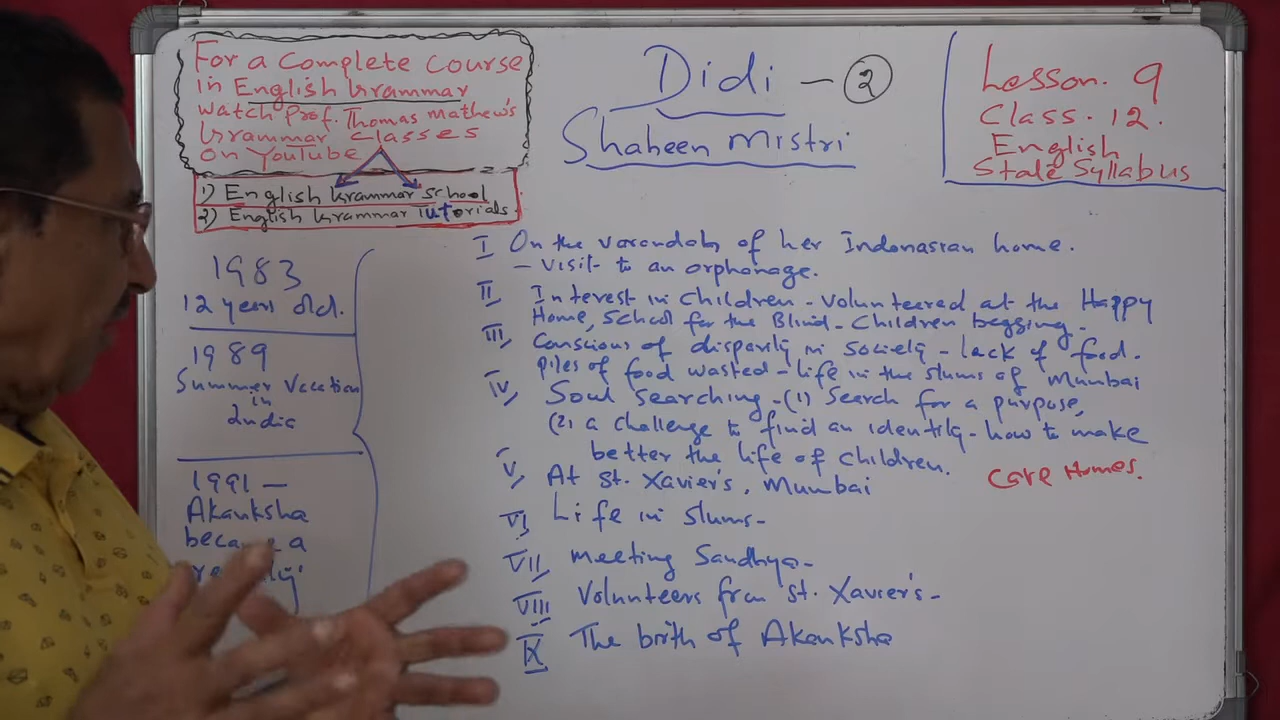 For a Complete Course
in English Grammar
watch Prof. Thomas Mathew's
Grammar Classes
on YouTube
1) English Grammar School
2) English Grammar Tutorials.
Didi - 2
Shaheen Mistri
Lesson. 9
Class. 12.
English
State Syllabus
1983
12 years old.
1989
Summer Vacation
in
India
1991 -
Akanksha
became a
I On the varandah of her Indonasian home.
- Visit to an orphanage.
II Interest in children - volunteered at the Happy
Home, School for the Blind - Children begging.
III, Conscious of disparity in society - lack of food.
piles of food wasted - life in the slums of Mumbai
IV, Soul searching - (1) Search for a purpose,
(2) a challenge to find an identity - how to make
better the life of children.
V, At St. Xavier's, Mumbai
Care Homes.
VI Life in slums -
VII Meeting Sandhya -
VIII Volunteers from St. Xavier's -
IX The birth of Akanksha